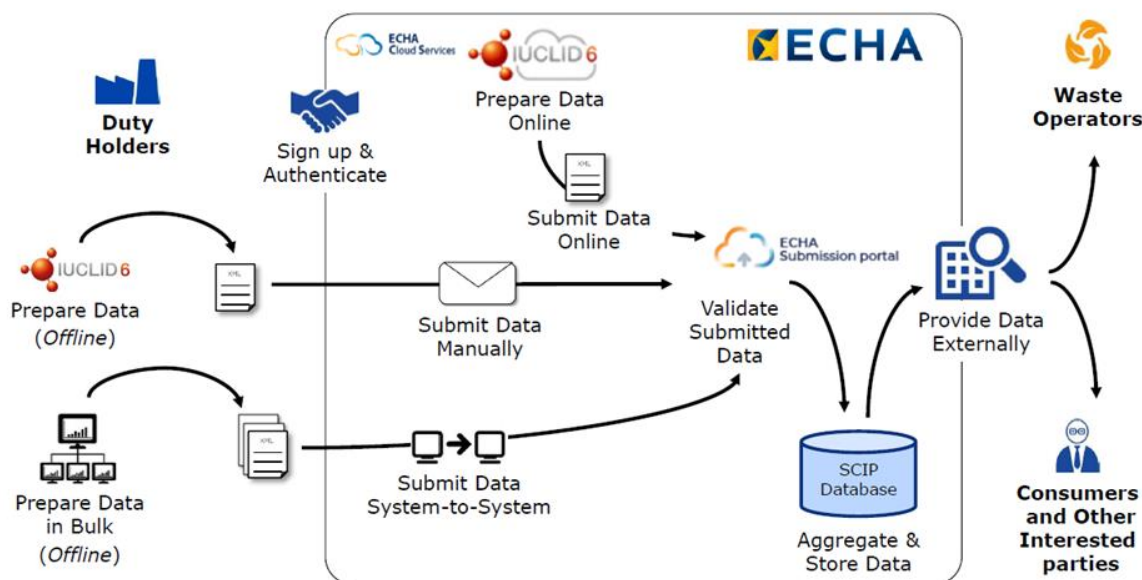 ECHA
Cloud Services
IUCLID 6
ECHA
Prepare Data
Online
Duty
Holders
Sign up &
Authenticate
Waste
Operators
XML
Submit Data
Online
ECHA
Submission portal
IUCLID 6
XML
Prepare Data
(Offline)
Submit Data
Manually
Validate
Submitted
Data
Provide Data
Externally
XML
Prepare Data
in Bulk
(Offline)
Submit Data
System-to-System
SCIP
Database
Aggregate &
Store Data
Consumers
and Other
Interested
parties